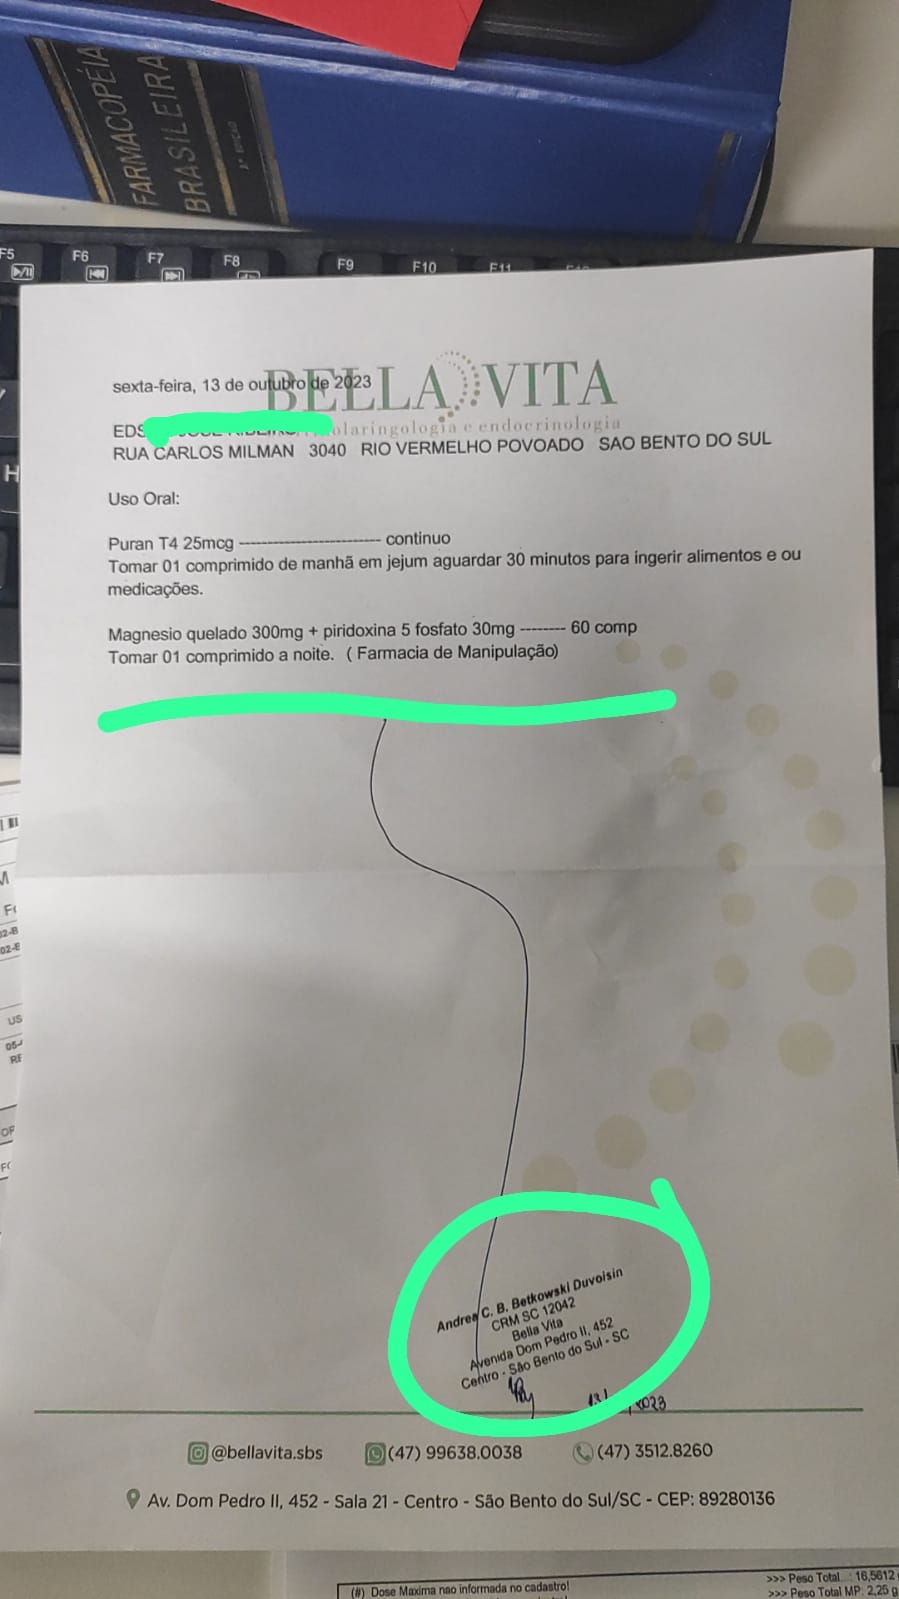 FARMACOPÉIA
BRASILEIRA
F5
F6
F7
F8
F9
F10
F11
H
BELLA VITA
sexta-feira, 13 de outubro de 2023
olaringologia e endocrinologia
EDS
RUA CARLOS MILMAN 3040 RIO VERMELHO POVOADO SAO BENTO DO SUL
Uso Oral:
Puran T4 25mcg -------------------------- continuo
Tomar 01 comprimido de manhã em jejum aguardar 30 minutos para ingerir alimentos e ou
medicações.
Magnesio quelado 300mg + piridoxina 5 fosfato 30mg -------- 60 comp
Tomar 01 comprimido a noite. ( Farmacia de Manipulação)
02-B
02-E
US
05-
RE
OF
Andrea C. B. Betkowski Duvoisin
CRM SC 12042
Bella Vita
Avenida Dom Pedro II, 452
Centro - São Bento do Sul - SC
13/ /2023
@bellavita.sbs (47) 99638.0038 (47) 3512.8260
Av. Dom Pedro II, 452 - Sala 21 - Centro - São Bento do Sul/SC - CEP: 89280136
(#) Dose Maxima nao informada no cadastro!
>>> Peso Total...: 16,5612
>>> Peso Total MP: 2,25 g